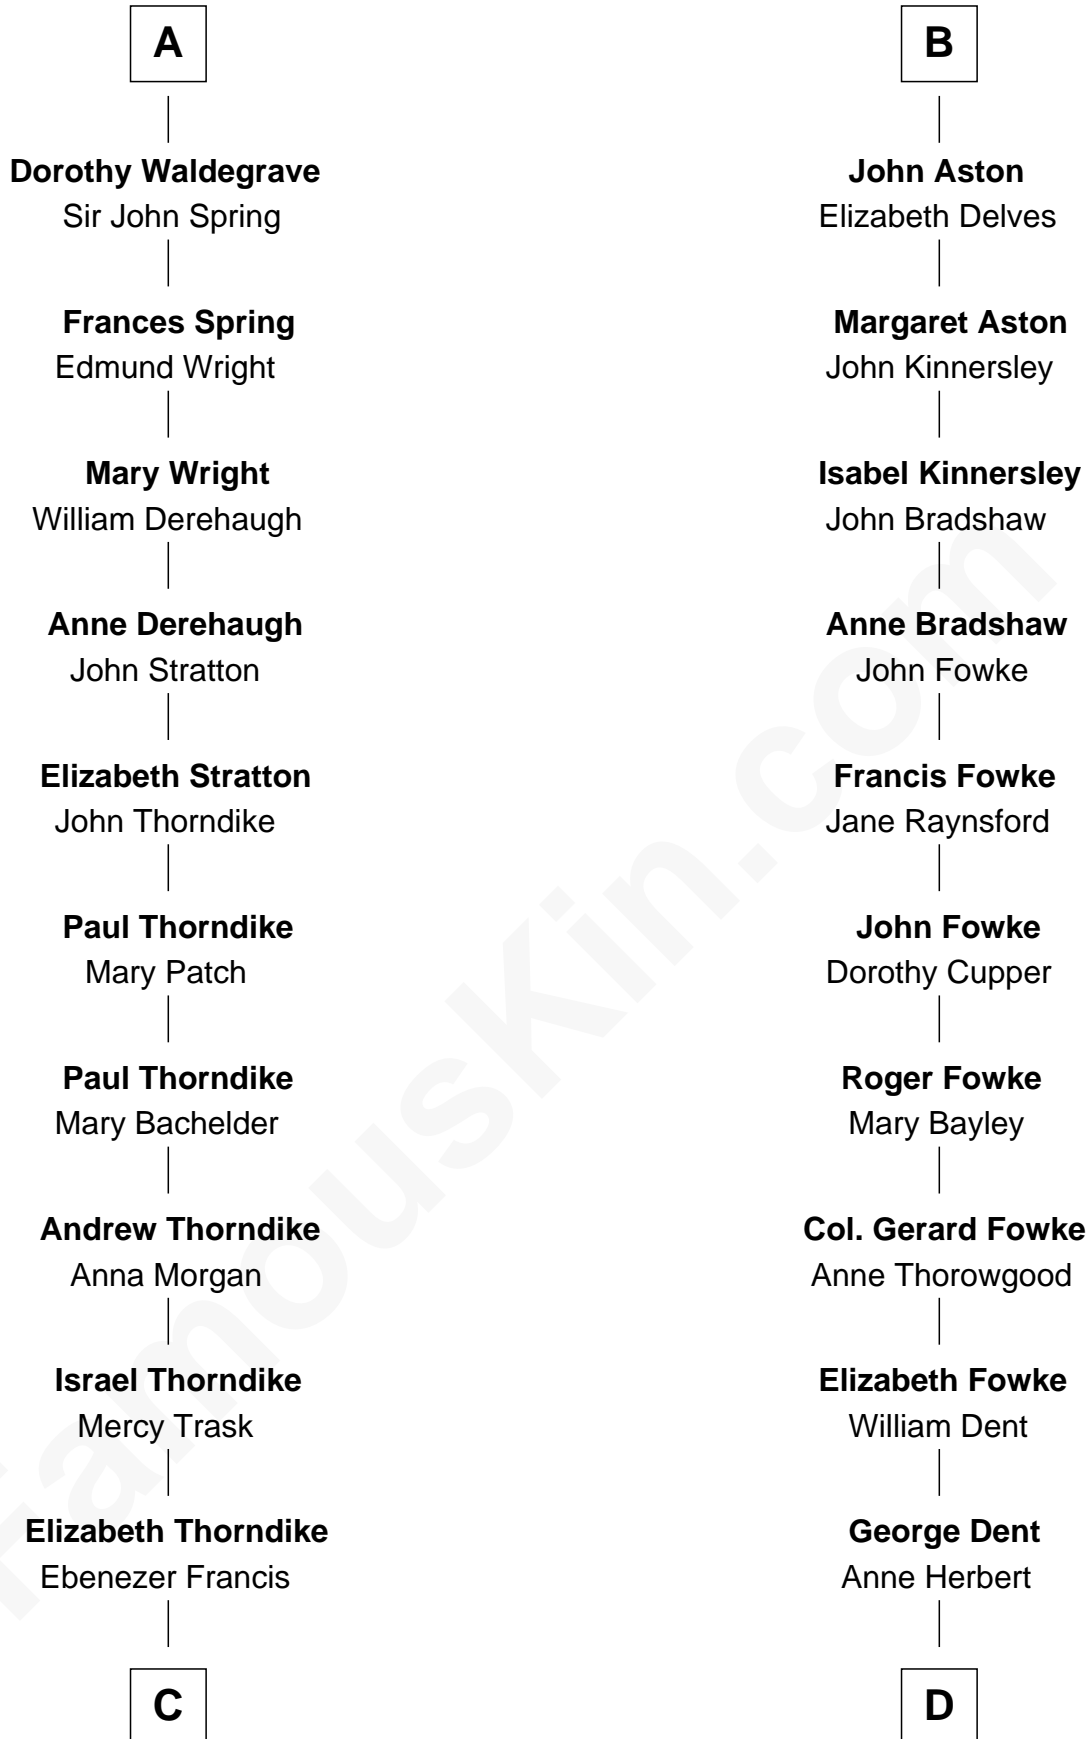 A
Dorothy Waldegrave
Sir John Spring
Frances Spring
Edmund Wright
Mary Wright
William Derehaugh
Anne Derehaugh
John Stratton
Elizabeth Stratton
John Thorndike
Paul Thorndike
Mary Patch
Paul Thorndike
Mary Bachelder
Andrew Thorndike
Anna Morgan
Israel Thorndike
Mercy Trask
Elizabeth Thorndike
Ebenezer Francis
C
B
John Aston
Elizabeth Delves
Margaret Aston
John Kinnersley
Isabel Kinnersley
John Bradshaw
Anne Bradshaw
John Fowke
Francis Fowke
Jane Raynsford
John Fowke
Dorothy Cupper
Roger Fowke
Mary Bayley
Col. Gerard Fowke
Anne Thorowgood
Elizabeth Fowke
William Dent
George Dent
Anne Herbert
D
FamousKin.com